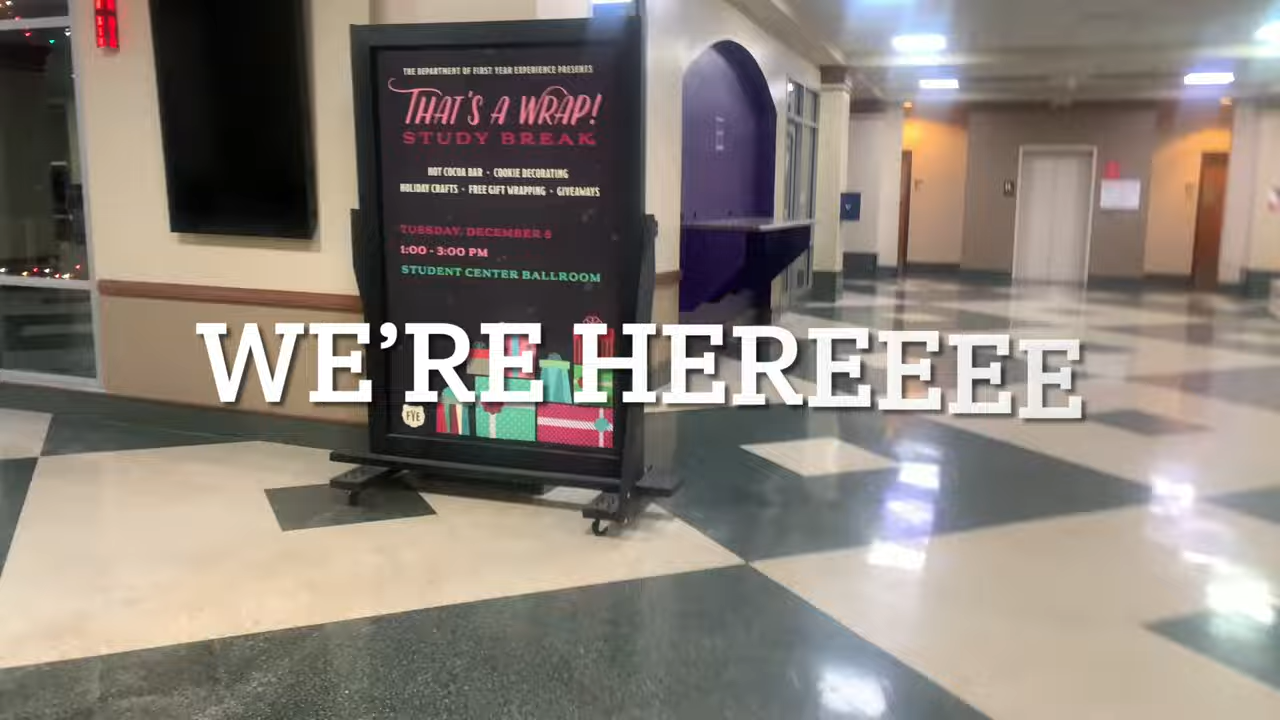 THE DEPARTMENT OF FIRST YEAR EXPERIENCE PRESENTS
THAT'S A WRAP!
STUDY BREAK
HOT COCOA BAR • COOKIE DECORATING
HOLIDAY CRAFTS • FREE GIFT WRAPPING • GIVEAWAYS
TUESDAY, DECEMBER 5
1:00 - 3:00 PM
STUDENT CENTER BALLROOM
WE'RE HEREEEE
FYE